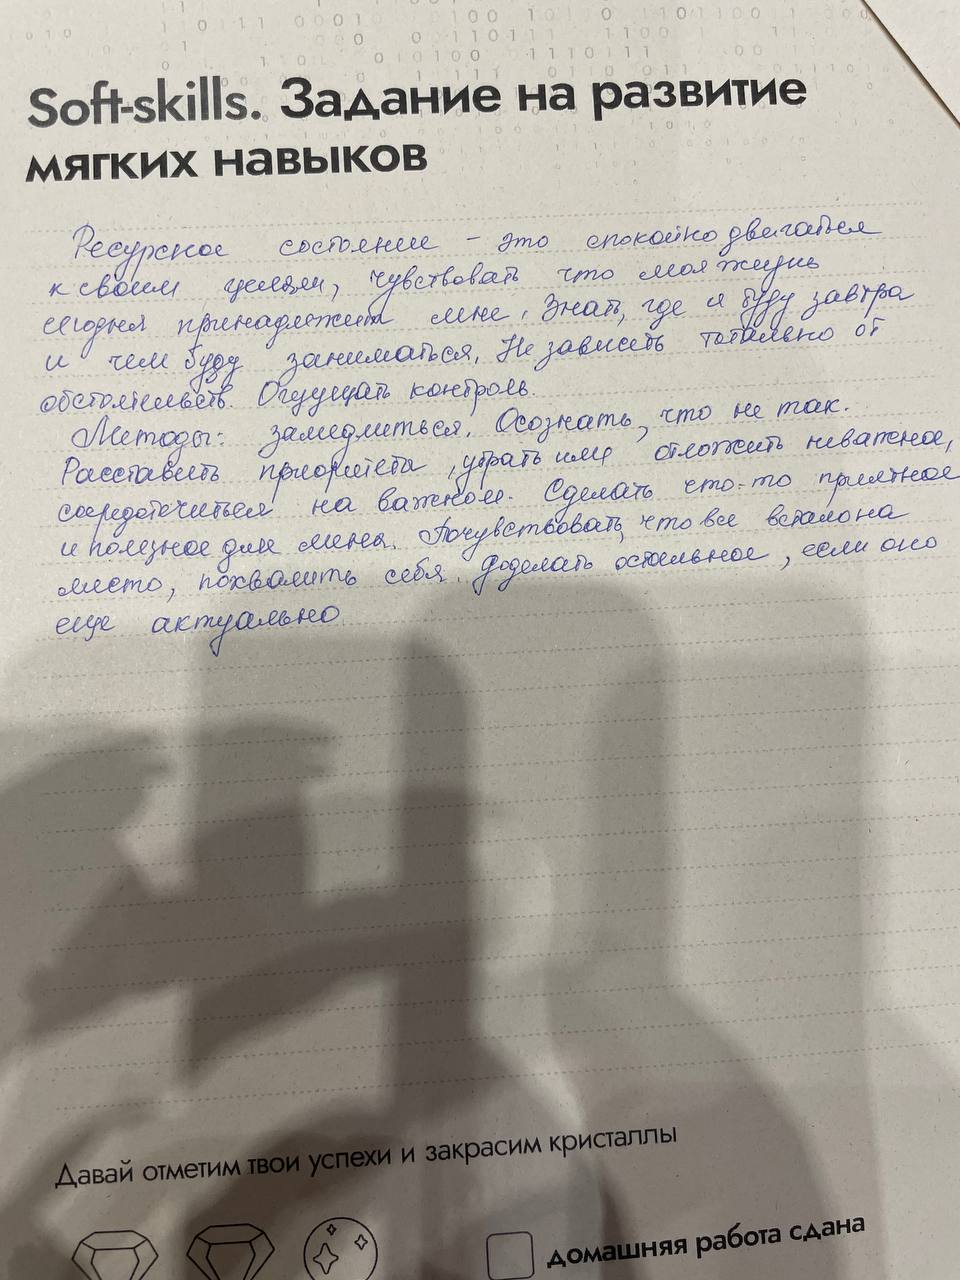 Soft-skills. Задание на развитие
мягких навыков
Ресурсное состояние – это спокойно двигаться
к своим целям, чувствовать что моя жизнь
сегодня принадлежит мне. Знать, где я буду завтра
и чем буду заниматься. Не зависеть тотально от
обстоятельств. Ощущать контроль.
Методы: замедлиться. Осознать, что не так.
Расставить приоритета, убрать или отложить неважное,
сосредоточиться на важном. Сделать что-то приятное
и полезное для меня. Почувствовать, что все встало на
место, похвалить себя. Доделать остальное, если оно
еще актуально
Давай отметим твои успехи и закрасим кристаллы
домашняя работа сдана